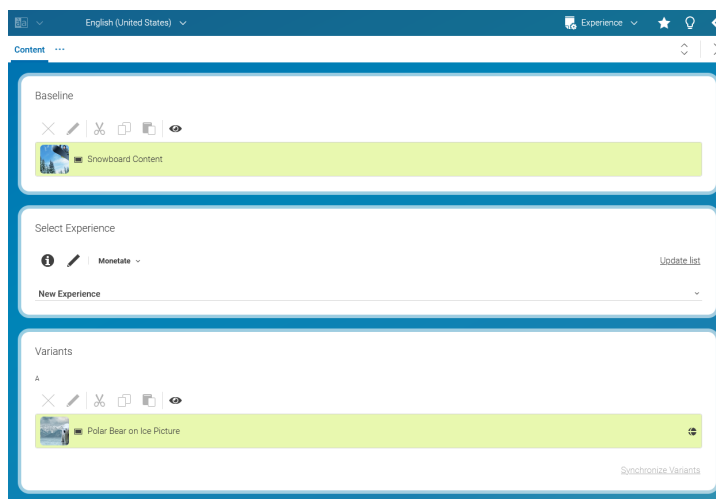 English (United States)
Experience
Content
Baseline
Snowboard Content
Select Experience
Monetate
Update list
New Experience
Variants
A
Polar Bear on Ice Picture
Synchronize Variants